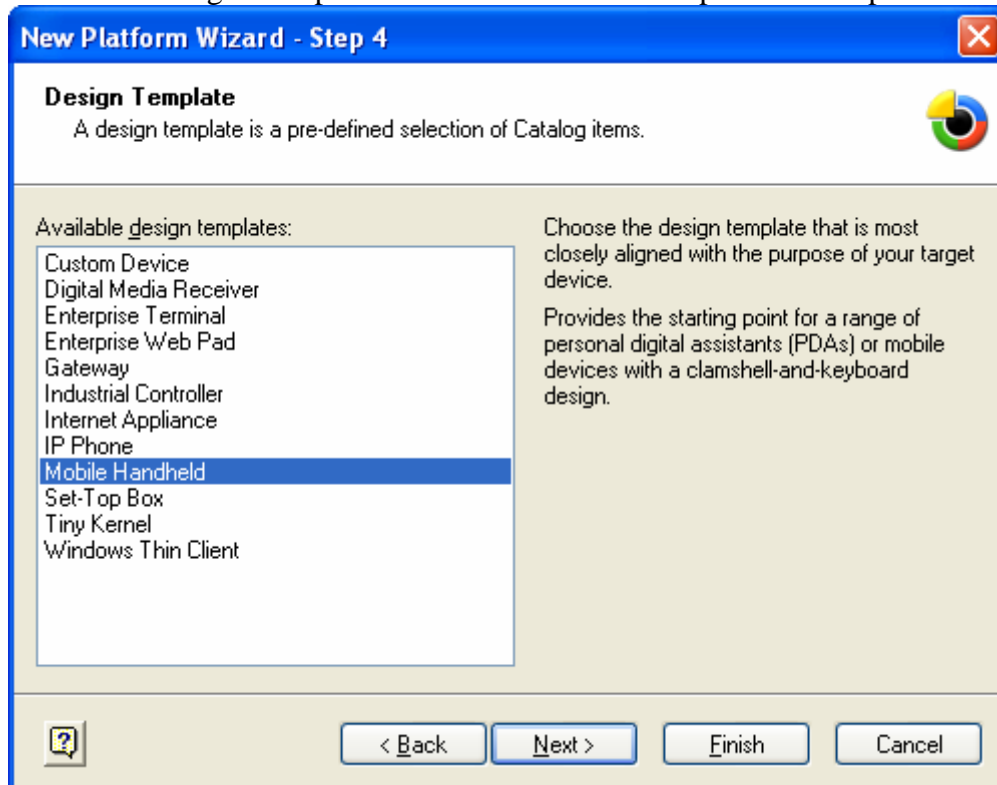 New Platform Wizard - Step 4
Design Template
A design template is a pre-defined selection of Catalog items.
Available design templates:
Custom Device
Digital Media Receiver
Enterprise Terminal
Enterprise Web Pad
Gateway
Industrial Controller
Internet Appliance
IP Phone
Mobile Handheld
Set-Top Box
Tiny Kernel
Windows Thin Client
Choose the design template that is most
closely aligned with the purpose of your target
device.
Provides the starting point for a range of
personal digital assistants (PDAs) or mobile
devices with a clamshell-and-keyboard
design.
?
< Back
Next >
Finish
Cancel